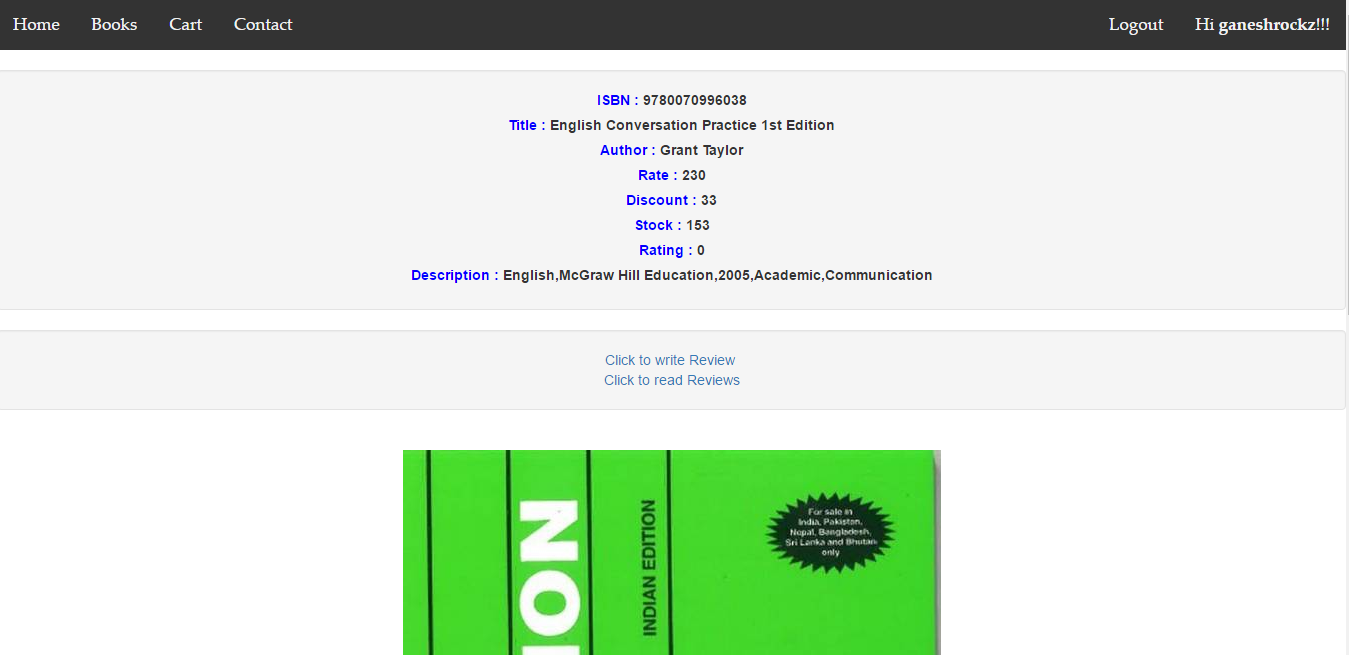 Home Books Cart Contact Logout Hi ganeshrockz!!!
ISBN : 9780070996038
Title : English Conversation Practice 1st Edition
Author : Grant Taylor
Rate : 230
Discount : 33
Stock : 153
Rating : 0
Description : English,McGraw Hill Education,2005,Academic,Communication
Click to write Review
Click to read Reviews
ION
INDIAN EDITION
For sale in
India, Pakistan,
Nepal, Bangladesh,
Sri Lanka and Bhutan
only